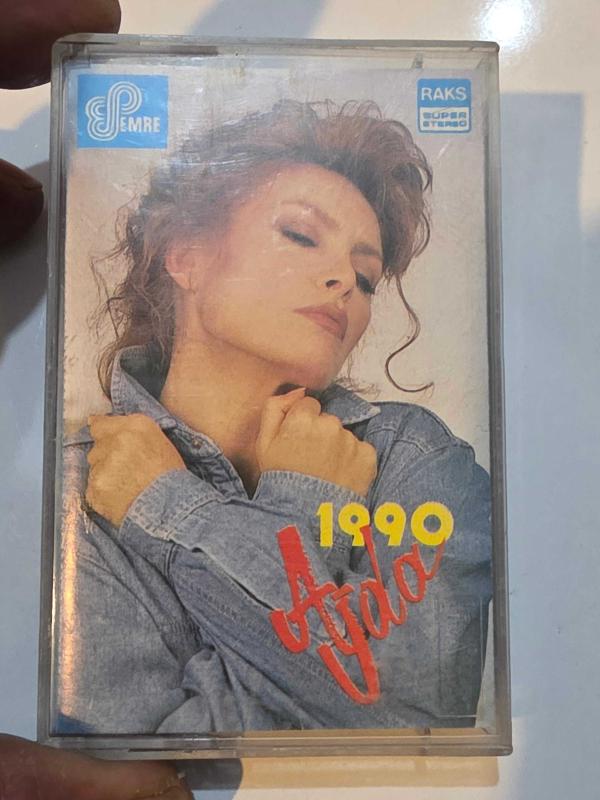 EMRE
RAKS
SÜPER
STEREO
1990
Ajda